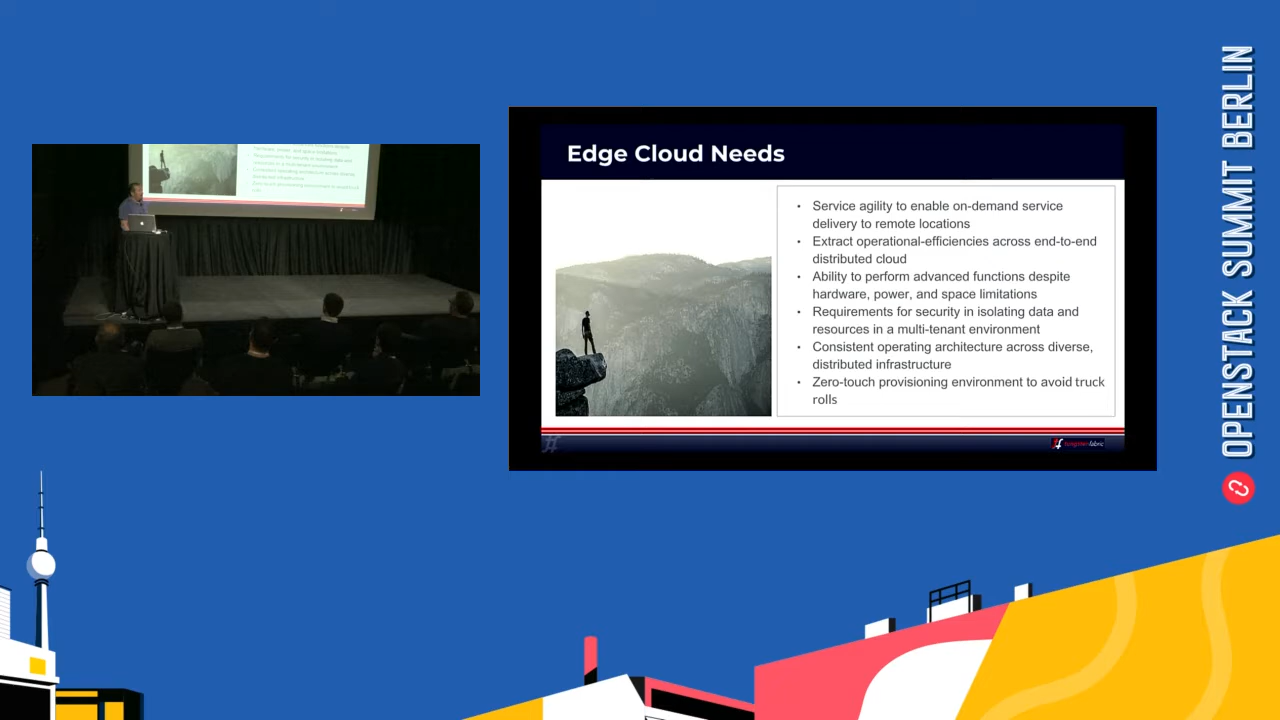 Edge Cloud Needs
• Service agility to enable on-demand service
delivery to remote locations
• Extract operational-efficiencies across end-to-end
distributed cloud
• Ability to perform advanced functions despite
hardware, power, and space limitations
• Requirements for security in isolating data and
resources in a multi-tenant environment
• Consistent operating architecture across diverse,
distributed infrastructure
• Zero-touch provisioning environment to avoid truck
rolls
tungstenfabric
OPENSTACK SUMMIT BERLIN